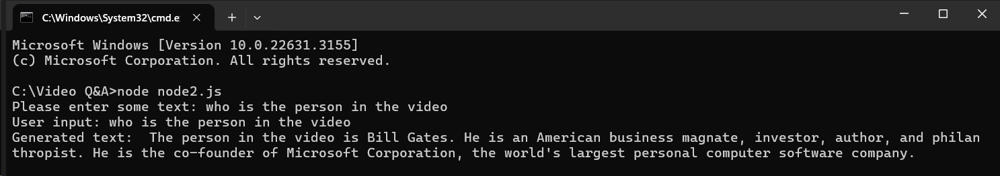 C:\Windows\System32\cmd.e
Microsoft Windows [Version 10.0.22631.3155]
(c) Microsoft Corporation. All rights reserved.
C:\Video Q&A>node node2.js
Please enter some text: who is the person in the video
User input: who is the person in the video
Generated text:  The person in the video is Bill Gates. He is an American business magnate, investor, author, and philan
thropist. He is the co-founder of Microsoft Corporation, the world's largest personal computer software company.